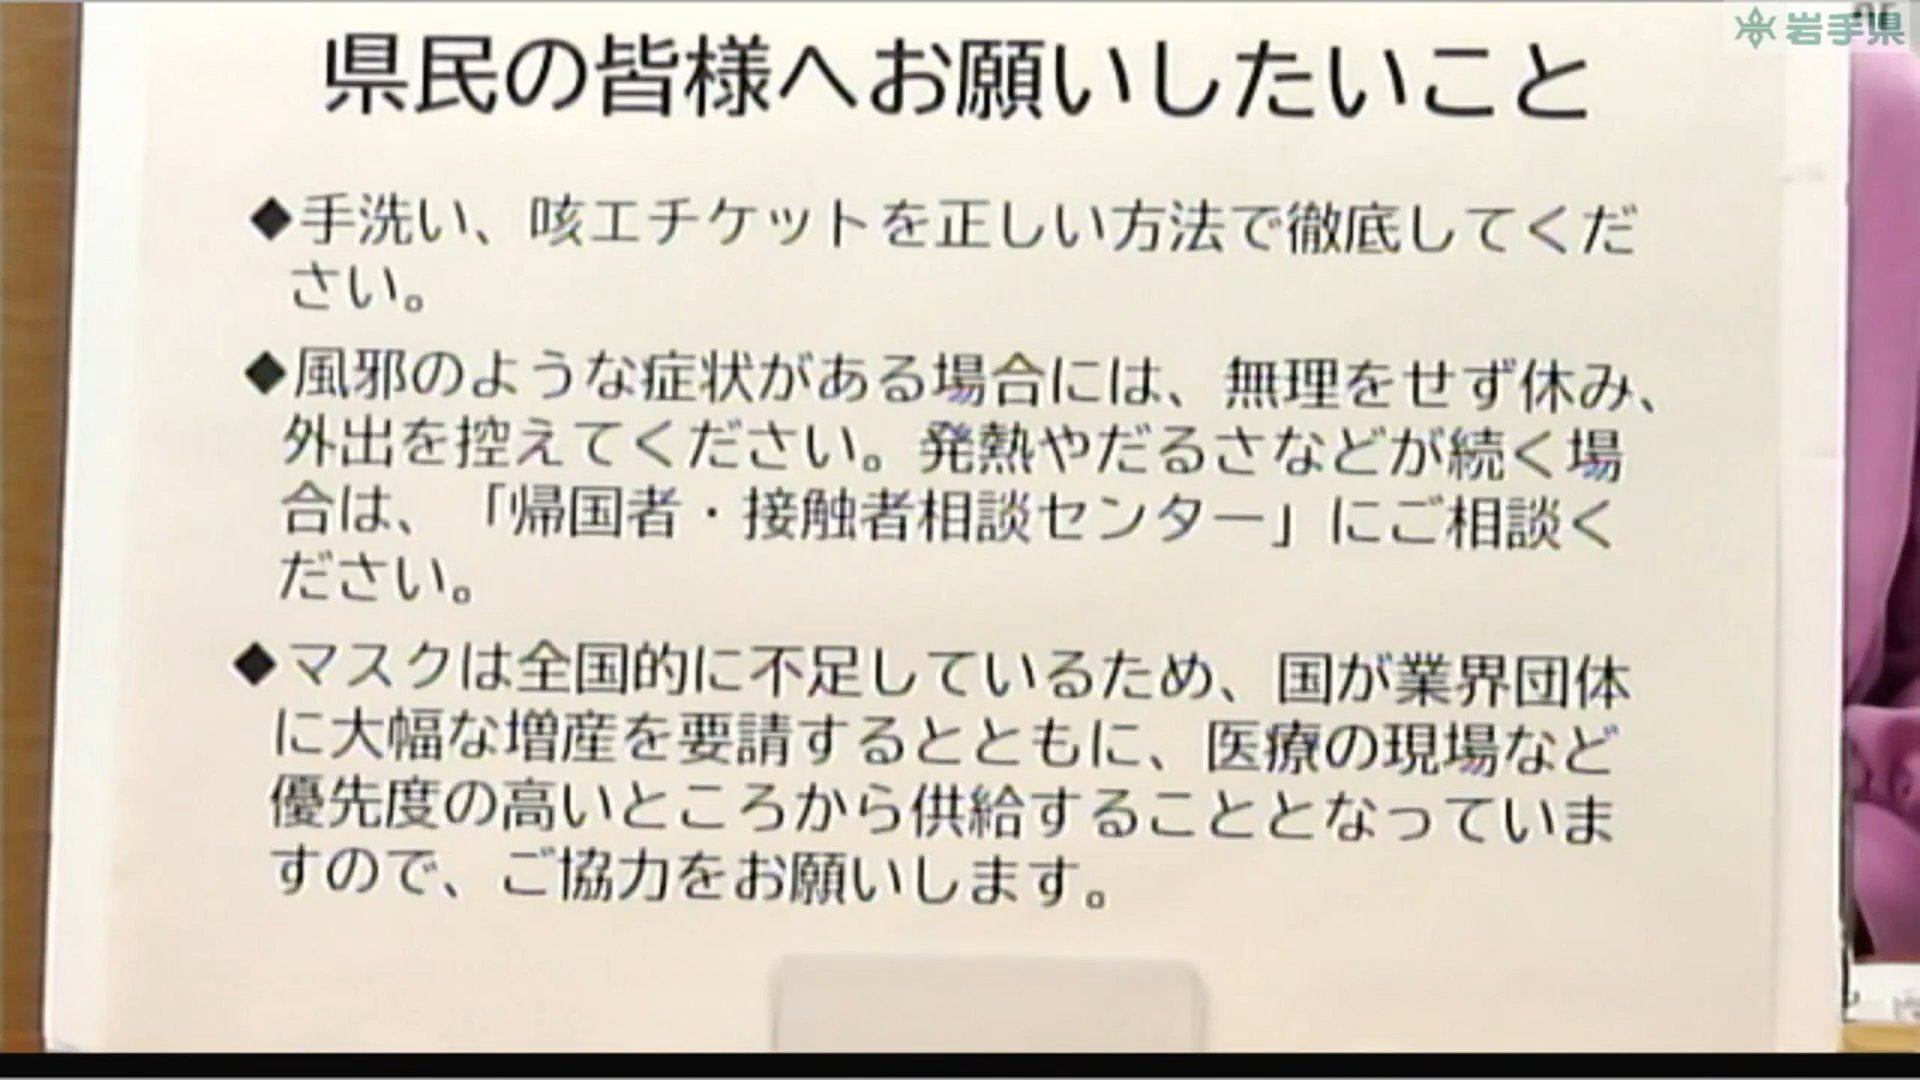 岩手県
県民の皆様へお願いしたいこと
◆手洗い、咳エチケットを正しい方法で徹底してくだ
さい。
◆風邪のような症状がある場合には、無理をせず休み、
外出を控えてください。発熱やだるさなどが続く場
合は、「帰国者・接触者相談センター」にご相談く
ださい。
◆マスクは全国的に不足しているため、国が業界団体
に大幅な増産を要請するとともに、医療の現場など
優先度の高いところから供給することとなっていま
すので、ご協力をお願いします。